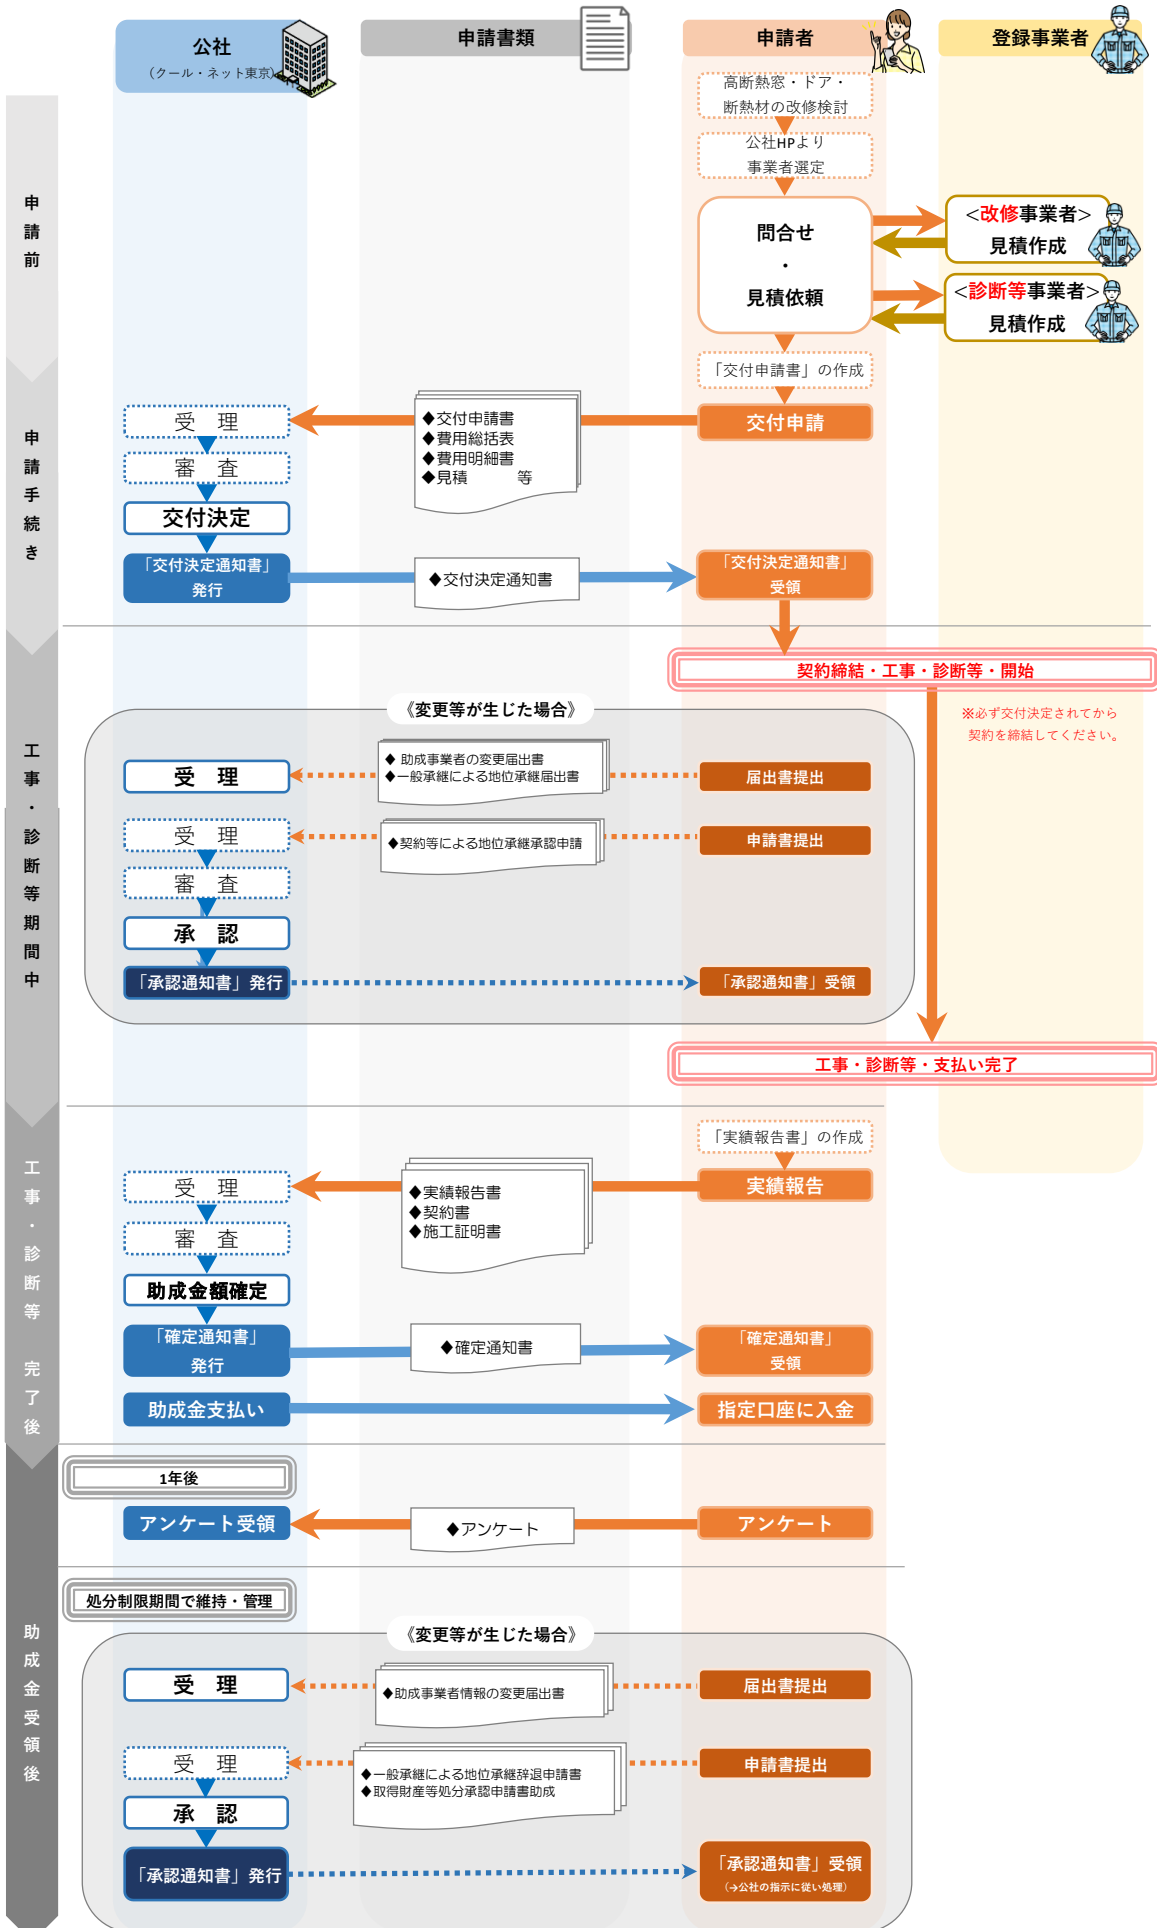 公社
（クール・ネット東京）
申請書類
申請者
登録事業者
申請前
高断熱窓・ドア・
断熱材の改修検討
公社HPより
事業者選定
問合せ
・
見積依頼
<改修事業者>
見積作成
<診断等事業者>
見積作成
「交付申請書」の作成
申請手続き
受　理
◆交付申請書
◆費用総括表
◆費用明細書
◆見積　　　等
交付申請
審　査
交付決定
「交付決定通知書」
発行
◆交付決定通知書
「交付決定通知書」
受領
工事・診断等期間中
契約締結・工事・診断等・開始
※必ず交付決定されてから
契約を締結してください。
《変更等が生じた場合》
受　理
◆ 助成事業者の変更届出書
◆一般承継による地位承継届出書
届出書提出
受　理
◆契約等による地位承継承認申請
申請書提出
審　査
承　認
「承認通知書」発行
「承認通知書」受領
工事・診断等・支払い完了
工事・診断等　完了後
「実績報告書」の作成
受　理
◆実績報告書
◆契約書
◆施工証明書
実績報告
審　査
助成金額確定
「確定通知書」
発行
◆確定通知書
「確定通知書」
受領
助成金支払い
指定口座に入金
助成金受領後
1年後
アンケート受領
◆アンケート
アンケート
処分制限期間で維持・管理
《変更等が生じた場合》
受　理
◆助成事業者情報の変更届出書
届出書提出
受　理
◆一般承継による地位承継辞退申請書
◆取得財産等処分承認申請書助成
申請書提出
承　認
「承認通知書」発行
「承認通知書」受領
（→公社の指示に従い処理）